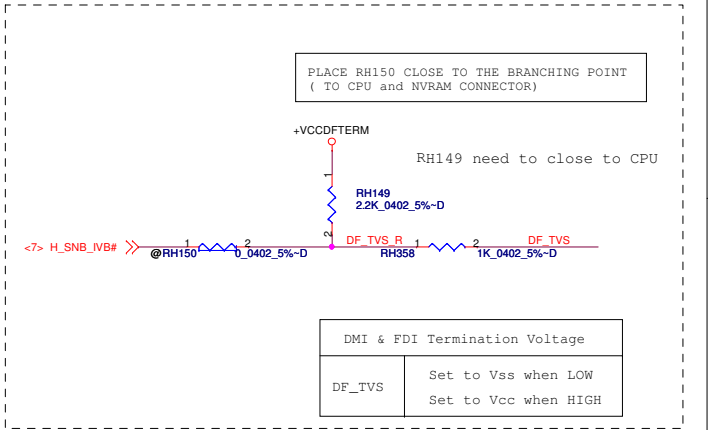 PLACE RH150 CLOSE TO THE BRANCHING POINT
( TO CPU and NVRAM CONNECTOR)
+VCCDFTERM
RH149 need to close to CPU
1
RH149
2.2K_0402_5%~D
2
<7> H_SNB_IVB# 1 2 DF_TVS_R 1 2 DF_TVS
@RH150 0_0402_5%~D RH358 1K_0402_5%~D
DMI & FDI Termination Voltage
DF_TVS
Set to Vss when LOW
Set to Vcc when HIGH